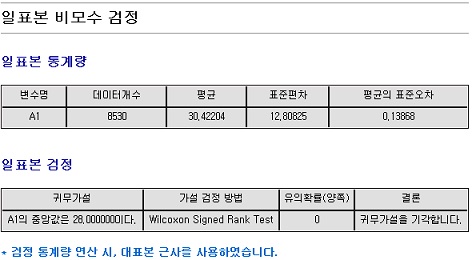 일표본 비모수 검정
일표본 통계량
변수명 데이터개수 평균 표준편차 평균의 표준오차
A1 8530 30,42204 12,80825 0,13868
일표본 검정
귀무가설 가설 검정 방법 유의확률(양쪽) 결론
A1의 중앙값은 28,0000000이다. Wilcoxon Signed Rank Test 0 귀무가설을 기각합니다.
* 검정 통계량 연산 시, 대표본 근사를 사용하였습니다.